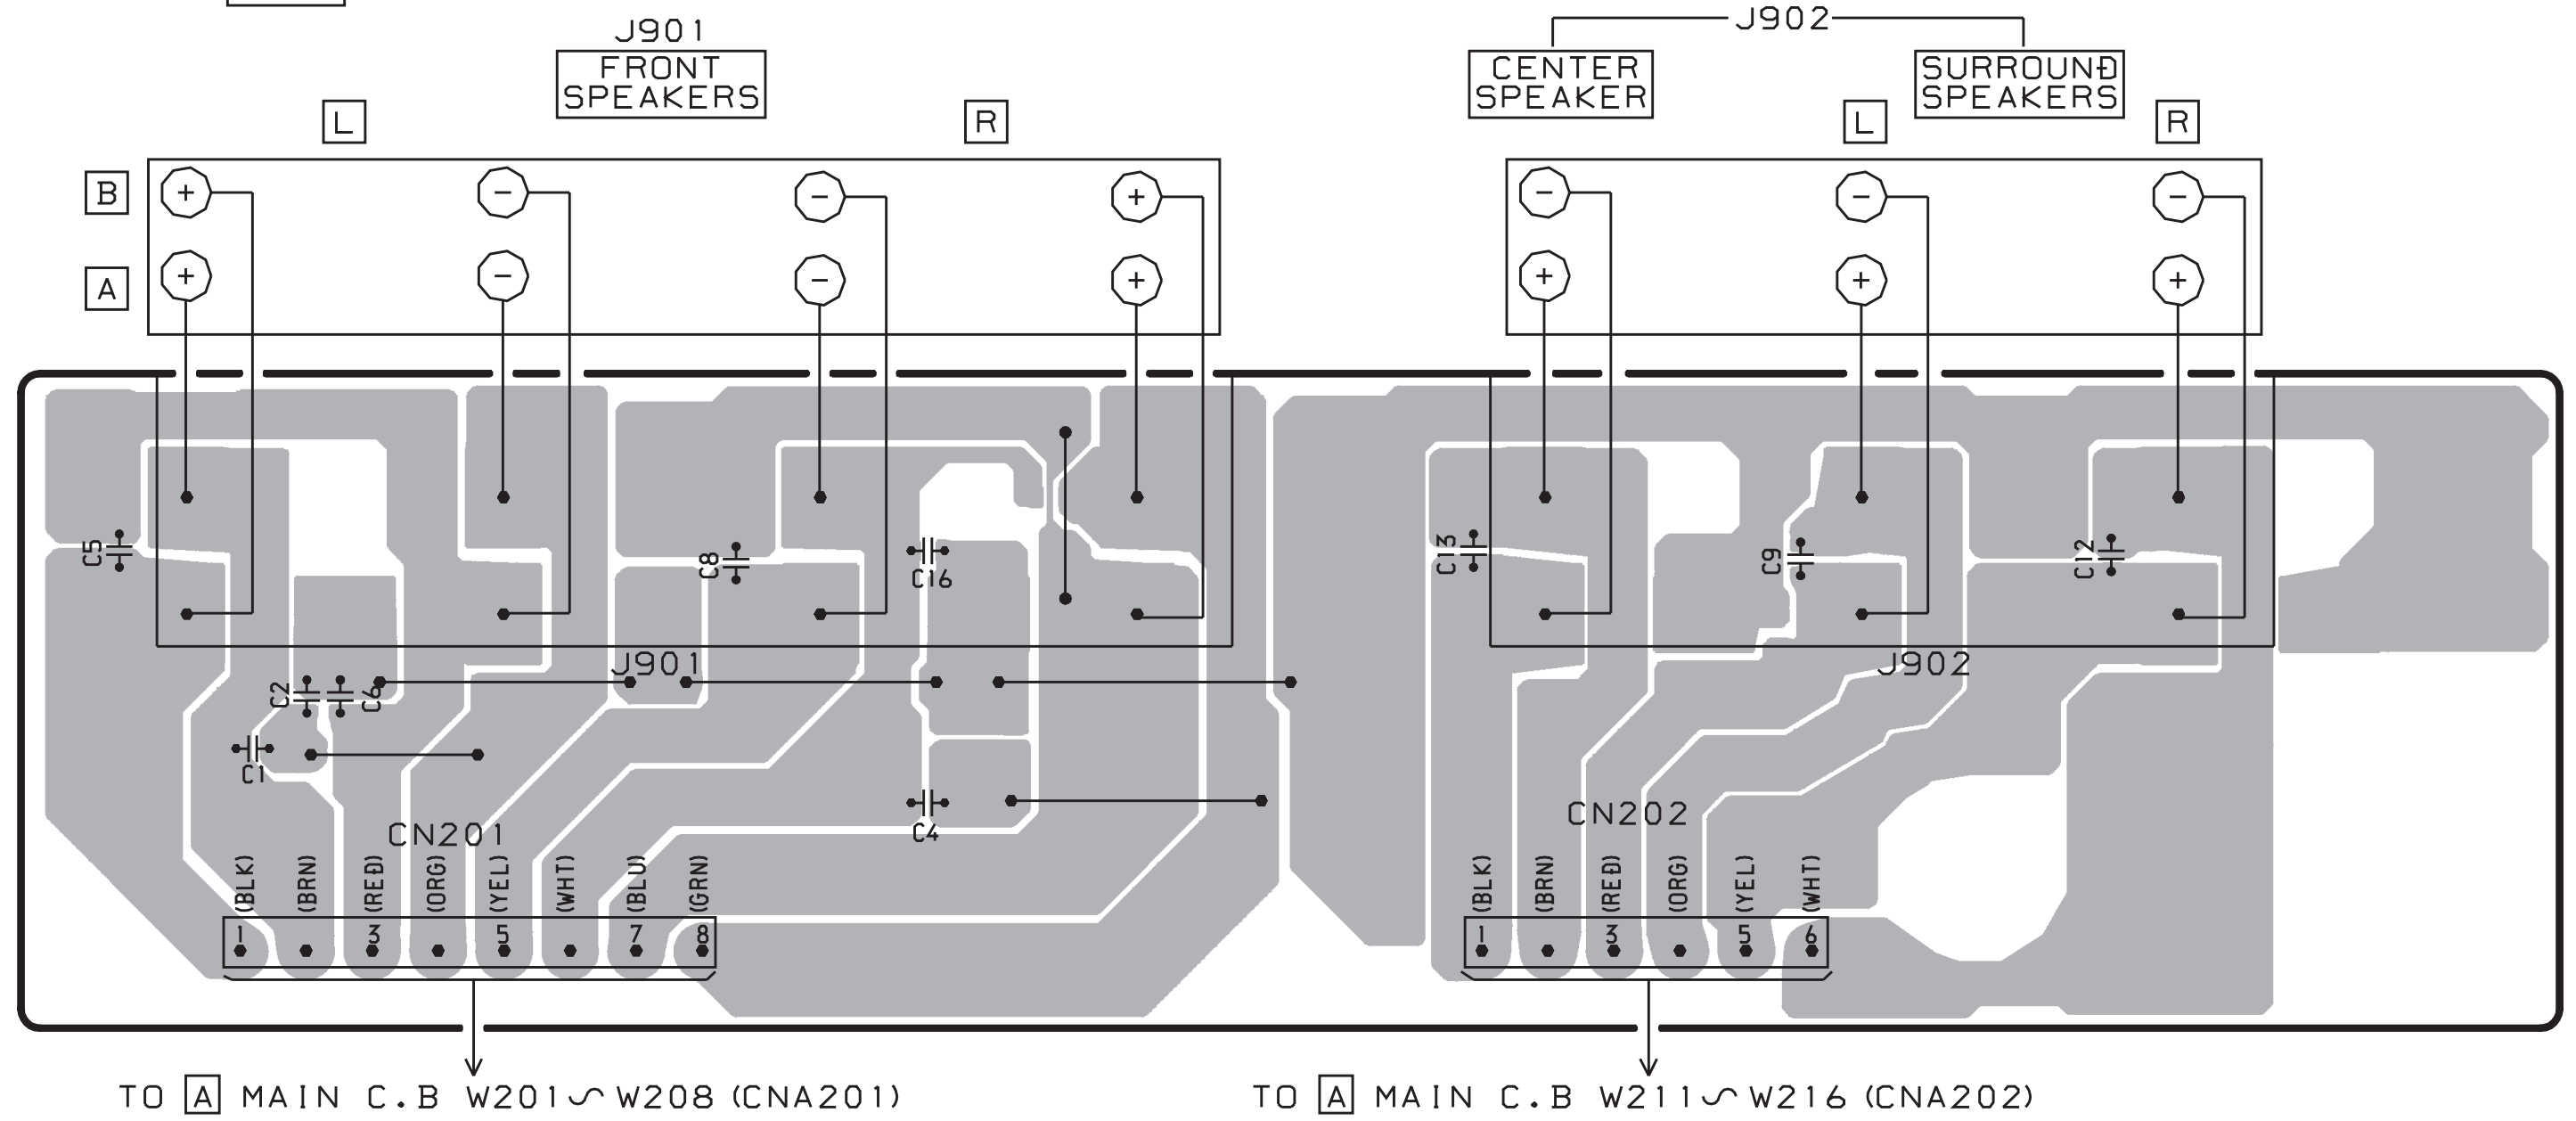 J901
FRONT
SPEAKERS
L
R
J902
CENTER
SPEAKER
SURROUND
SPEAKERS
L
R
B
+ − − +
− − −
A
+ − − +
+ + +
C5
C8
C16
C13
C9
C12
J901
J902
C2
C6
C1
C4
CN201
CN202
(BLK) (BRN) (RED) (ORG) (YEL) (WHT) (BLU) (GRN)
1 3 5 7 8
(BLK) (BRN) (RED) (ORG) (YEL) (WHT)
1 3 5 6
TO A MAIN C.B W201∼W208 (CNA201)
TO A MAIN C.B W211∼W216 (CNA202)